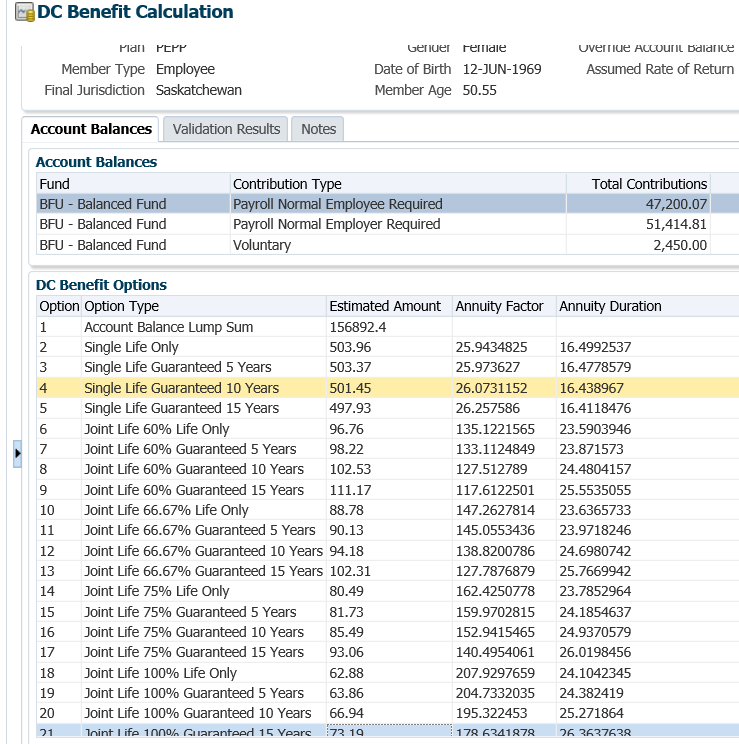 DC Benefit Calculation
Plan PEPP Gender Female Override Account Balance
Member Type Employee Date of Birth 12-JUN-1969 Assumed Rate of Return
Final Jurisdiction Saskatchewan Member Age 50.55
Account Balances Validation Results Notes
Account Balances
Fund Contribution Type Total Contributions
BFU - Balanced Fund Payroll Normal Employee Required 47,200.07
BFU - Balanced Fund Payroll Normal Employer Required 51,414.81
BFU - Balanced Fund Voluntary 2,450.00
DC Benefit Options
Option Option Type Estimated Amount Annuity Factor Annuity Duration
1 Account Balance Lump Sum 156892.4
2 Single Life Only 503.96 25.9434825 16.4992537
3 Single Life Guaranteed 5 Years 503.37 25.973627 16.4778579
4 Single Life Guaranteed 10 Years 501.45 26.0731152 16.438967
5 Single Life Guaranteed 15 Years 497.93 26.257586 16.4118476
6 Joint Life 60% Life Only 96.76 135.1221565 23.5903946
7 Joint Life 60% Guaranteed 5 Years 98.22 133.1124849 23.871573
8 Joint Life 60% Guaranteed 10 Years 102.53 127.512789 24.4804157
9 Joint Life 60% Guaranteed 15 Years 111.17 117.6122501 25.5535055
10 Joint Life 66.67% Life Only 88.78 147.2627814 23.6365733
11 Joint Life 66.67% Guaranteed 5 Years 90.13 145.0553436 23.9718246
12 Joint Life 66.67% Guaranteed 10 Years 94.18 138.8200786 24.6980742
13 Joint Life 66.67% Guaranteed 15 Years 102.31 127.7876879 25.7669942
14 Joint Life 75% Life Only 80.49 162.4250778 23.7852964
15 Joint Life 75% Guaranteed 5 Years 81.73 159.9702815 24.1854637
16 Joint Life 75% Guaranteed 10 Years 85.49 152.9415465 24.9370579
17 Joint Life 75% Guaranteed 15 Years 93.06 140.4954061 26.0198456
18 Joint Life 100% Life Only 62.88 207.9297659 24.1042345
19 Joint Life 100% Guaranteed 5 Years 63.86 204.7332035 24.382419
20 Joint Life 100% Guaranteed 10 Years 66.94 195.322453 25.271864
21 Joint Life 100% Guaranteed 15 Years 73.19 178.6341878 26.3637638